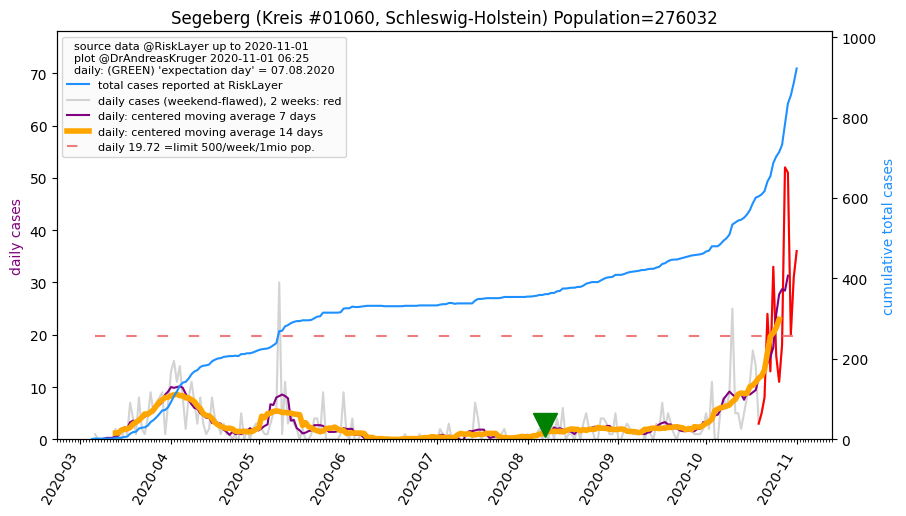 Segeberg (Kreis #01060, Schleswig-Holstein) Population=276032
source data @RiskLayer up to 2020-11-01
plot @DrAndreasKruger 2020-11-01 06:25
daily: (GREEN) 'expectation day' = 07.08.2020
total cases reported at RiskLayer
daily cases (weekend-flawed), 2 weeks: red
daily: centered moving average 7 days
daily: centered moving average 14 days
daily 19.72 =limit 500/week/1mio pop.
daily cases
70
60
50
40
30
20
10
0
cumulative total cases
1000
800
600
400
200
0
2020-03
2020-04
2020-05
2020-06
2020-07
2020-08
2020-09
2020-10
2020-11